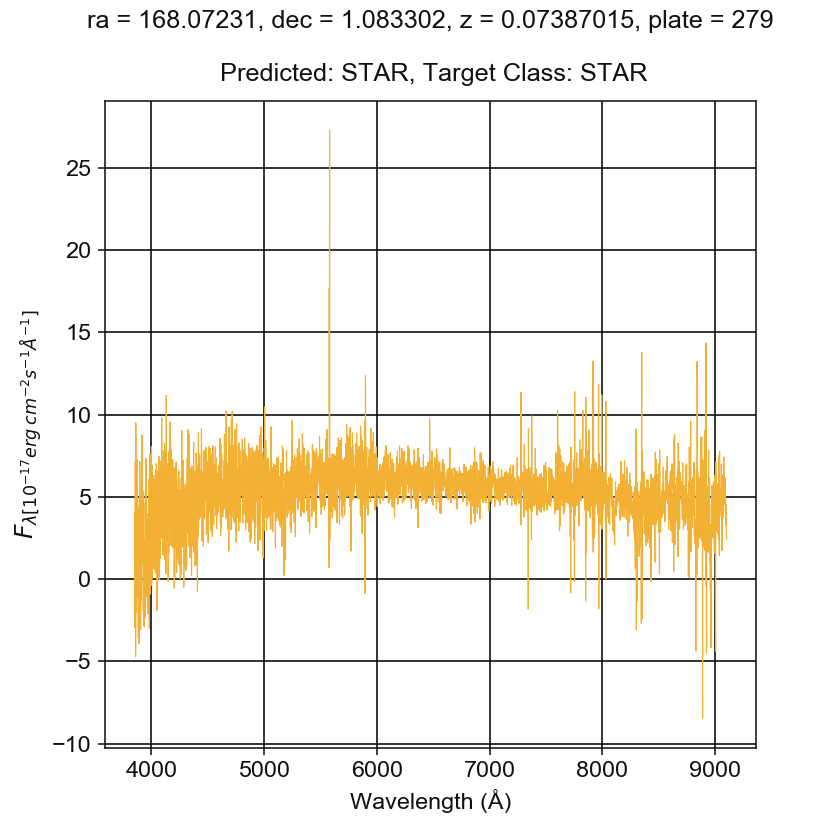 ra = 168.07231, dec = 1.083302, z = 0.07387015, plate = 279
Predicted: STAR, Target Class: STAR
25
20
15
10
5
0
−5
−10
F_λ[10^{−17} erg cm^{−2}s^{−1}Å^{−1}]
4000 5000 6000 7000 8000 9000
Wavelength (Å)